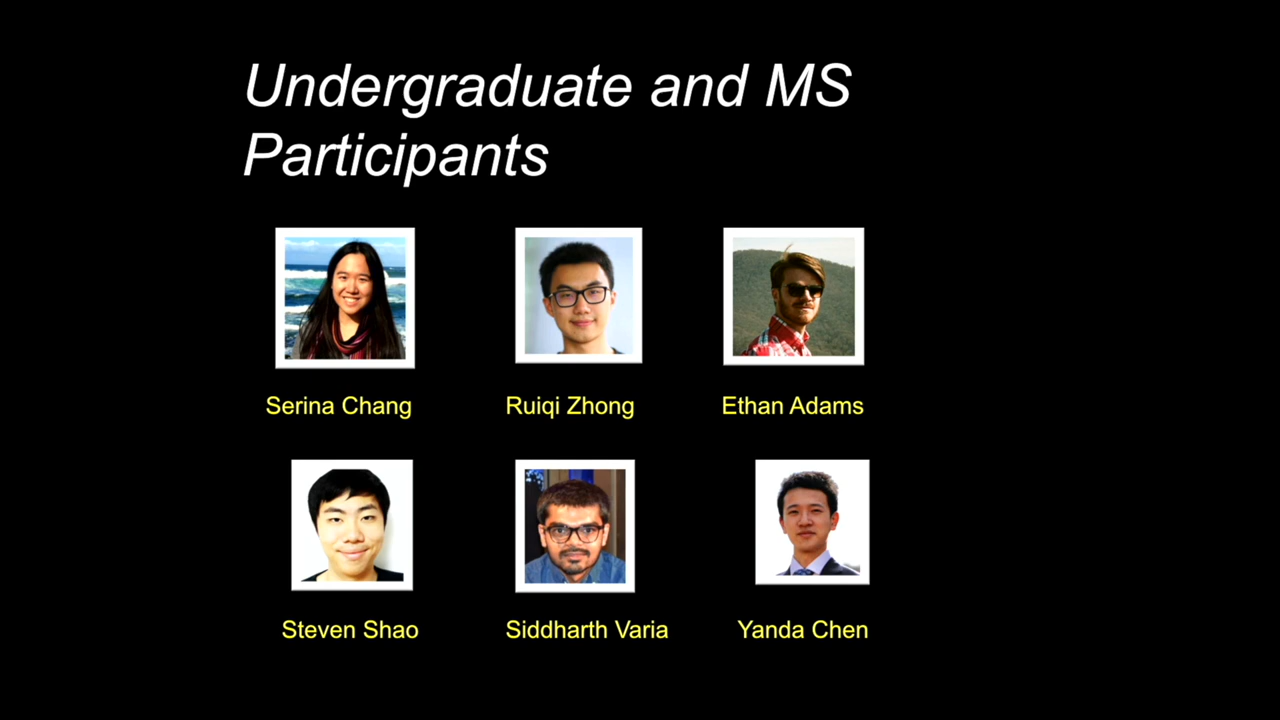 Undergraduate and MS
Participants
Serina Chang
Ruiqi Zhong
Ethan Adams
Steven Shao
Siddharth Varia
Yanda Chen